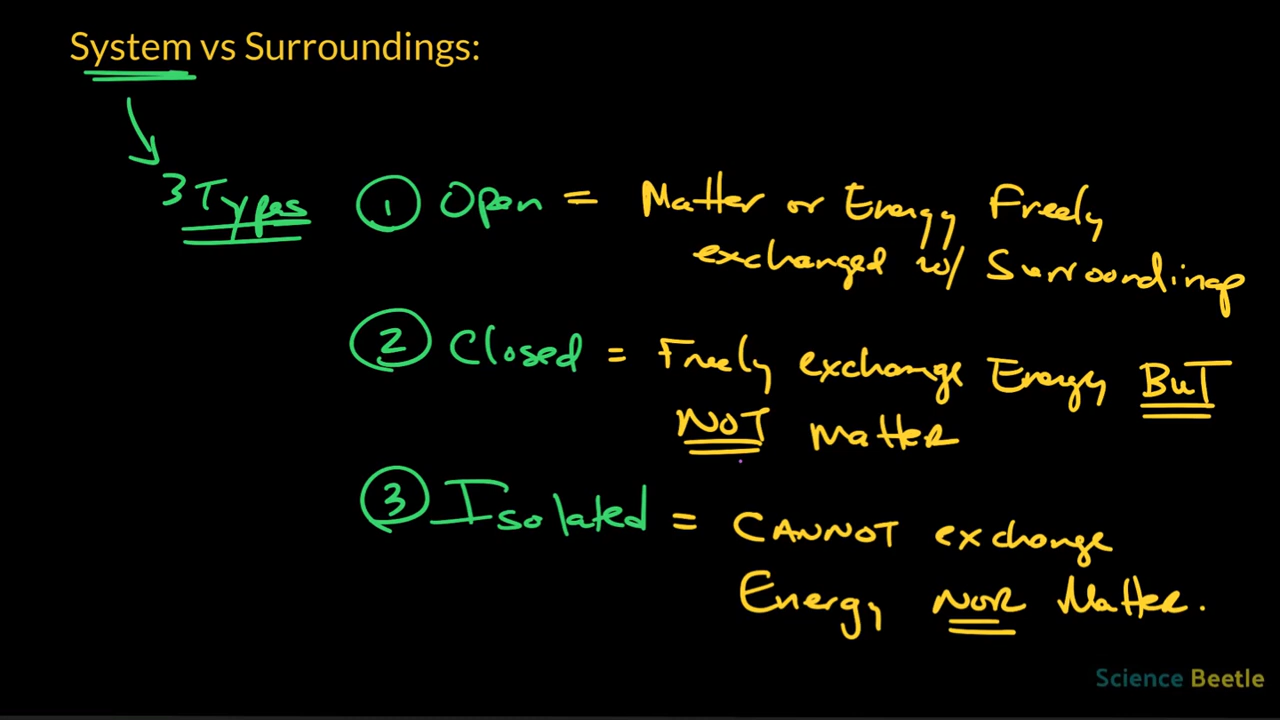 System vs Surroundings:
3 Types ① Open = Matter or Energy Freely
exchanged w/ Surroundings
② Closed = Freely exchange Energy BUT
NOT Matter
③ Isolated = CANNOT exchange
Energy NOR Matter.
Science Beetle